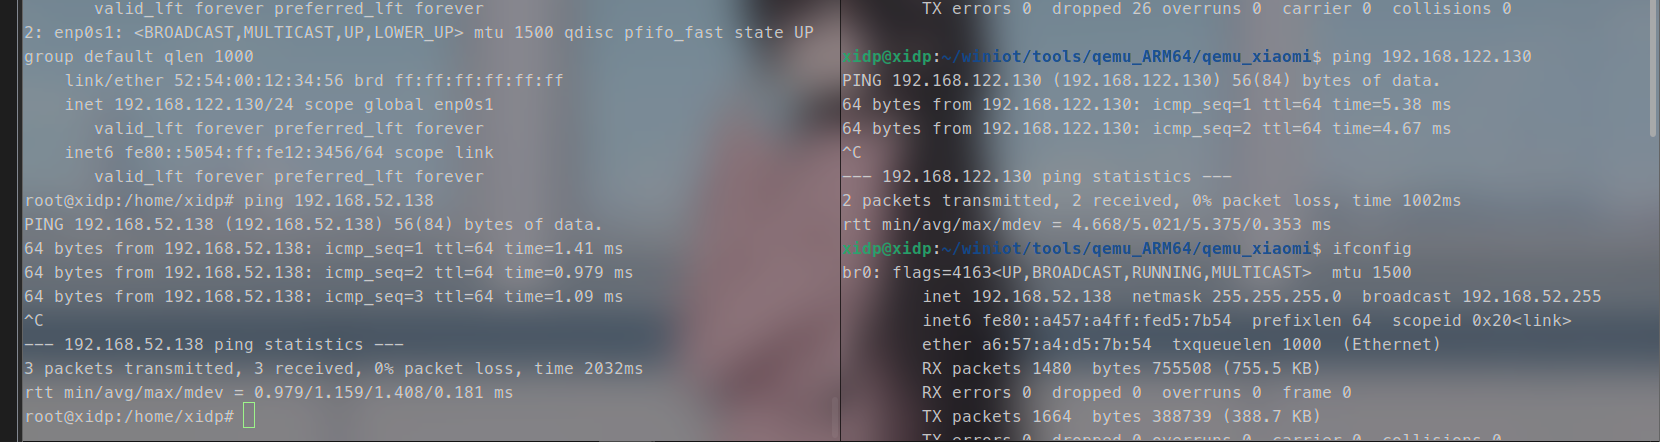 valid_lft forever preferred_lft forever
2: enp0s1: <BROADCAST,MULTICAST,UP,LOWER_UP> mtu 1500 qdisc pfifo_fast state UP
group default qlen 1000
link/ether 52:54:00:12:34:56 brd ff:ff:ff:ff:ff:ff
inet 192.168.122.130/24 scope global enp0s1
valid_lft forever preferred_lft forever
inet6 fe80::5054:ff:fe12:3456/64 scope link
valid_lft forever preferred_lft forever
root@xidp:/home/xidp# ping 192.168.52.138
PING 192.168.52.138 (192.168.52.138) 56(84) bytes of data.
64 bytes from 192.168.52.138: icmp_seq=1 ttl=64 time=1.41 ms
64 bytes from 192.168.52.138: icmp_seq=2 ttl=64 time=0.979 ms
64 bytes from 192.168.52.138: icmp_seq=3 ttl=64 time=1.09 ms
^C
--- 192.168.52.138 ping statistics ---
3 packets transmitted, 3 received, 0% packet loss, time 2032ms
rtt min/avg/max/mdev = 0.979/1.159/1.408/0.181 ms
root@xidp:/home/xidp#
TX errors 0  dropped 26 overruns 0  carrier 0  collisions 0
xidp@xidp:~/winiot/tools/qemu_ARM64/qemu_xiaomi$ ping 192.168.122.130
PING 192.168.122.130 (192.168.122.130) 56(84) bytes of data.
64 bytes from 192.168.122.130: icmp_seq=1 ttl=64 time=5.38 ms
64 bytes from 192.168.122.130: icmp_seq=2 ttl=64 time=4.67 ms
^C
--- 192.168.122.130 ping statistics ---
2 packets transmitted, 2 received, 0% packet loss, time 1002ms
rtt min/avg/max/mdev = 4.668/5.021/5.375/0.353 ms
xidp@xidp:~/winiot/tools/qemu_ARM64/qemu_xiaomi$ ifconfig
br0: flags=4163<UP,BROADCAST,RUNNING,MULTICAST>  mtu 1500
inet 192.168.52.138  netmask 255.255.255.0  broadcast 192.168.52.255
inet6 fe80::a457:a4ff:fed5:7b54  prefixlen 64  scopeid 0x20<link>
ether a6:57:a4:d5:7b:54  txqueuelen 1000  (Ethernet)
RX packets 1480  bytes 755508 (755.5 KB)
RX errors 0  dropped 0  overruns 0  frame 0
TX packets 1664  bytes 388739 (388.7 KB)
TX errors 0  dropped 0 overruns 0  carrier 0  collisions 0